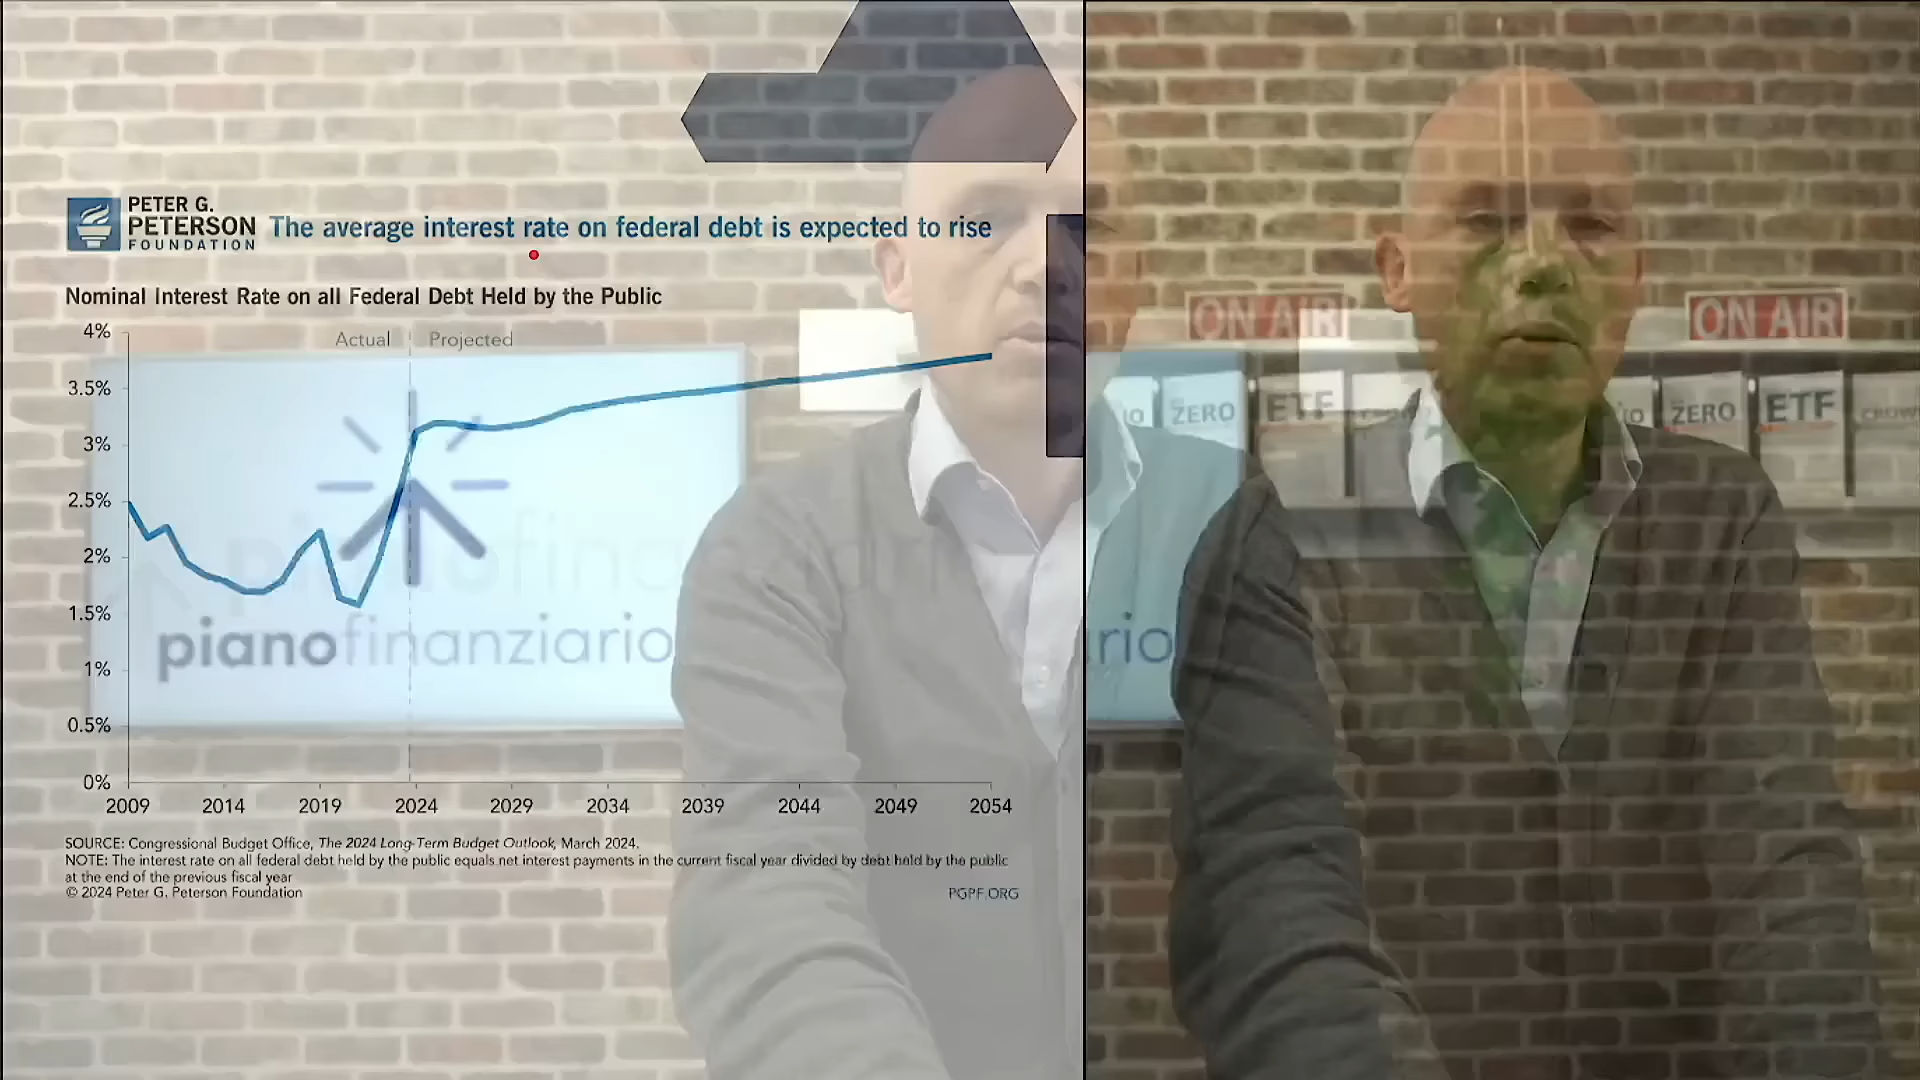 PETER G.
PETERSON
FOUNDATION
The average interest rate on federal debt is expected to rise
Nominal Interest Rate on all Federal Debt Held by the Public
Actual
Projected
4%
3.5%
3%
2.5%
2%
1.5%
1%
0.5%
0%
2009 2014 2019 2024 2029 2034 2039 2044 2049 2054
SOURCE: Congressional Budget Office, The 2024 Long-Term Budget Outlook, March 2024.
NOTE: The interest rate on all federal debt held by the public equals net interest payments in the current fiscal year divided by debt held by the public
at the end of the previous fiscal year
© 2024 Peter G. Peterson Foundation
PGPF.ORG
pianofinanziario
pianofinanziario
rio
ON AIR
ON AIR
ZERO
ETF
ZERO
ETF
CROW